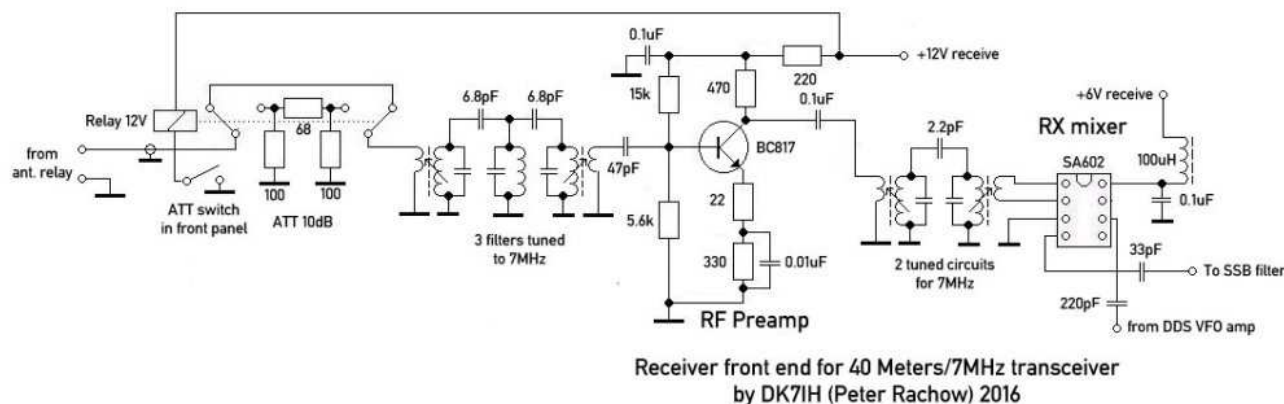 0.1uF
+12V receive
220
15k
470
0.1uF
6.8pF
6.8pF
Relay 12V
68
from
ant. relay
100
100
ATT switch
in front panel
ATT 10dB
3 filters tuned
to 7MHz
47pF
BC817
22
5.6k
330
0.01uF
RF Preamp
2.2pF
2 tuned circuits
for 7MHz
+6V receive
RX mixer
100uH
SA602
0.1uF
33pF
To SSB filter
220pF
from DDS VFO amp
Receiver front end for 40 Meters/7MHz transceiver
by DK7IH (Peter Rachow) 2016